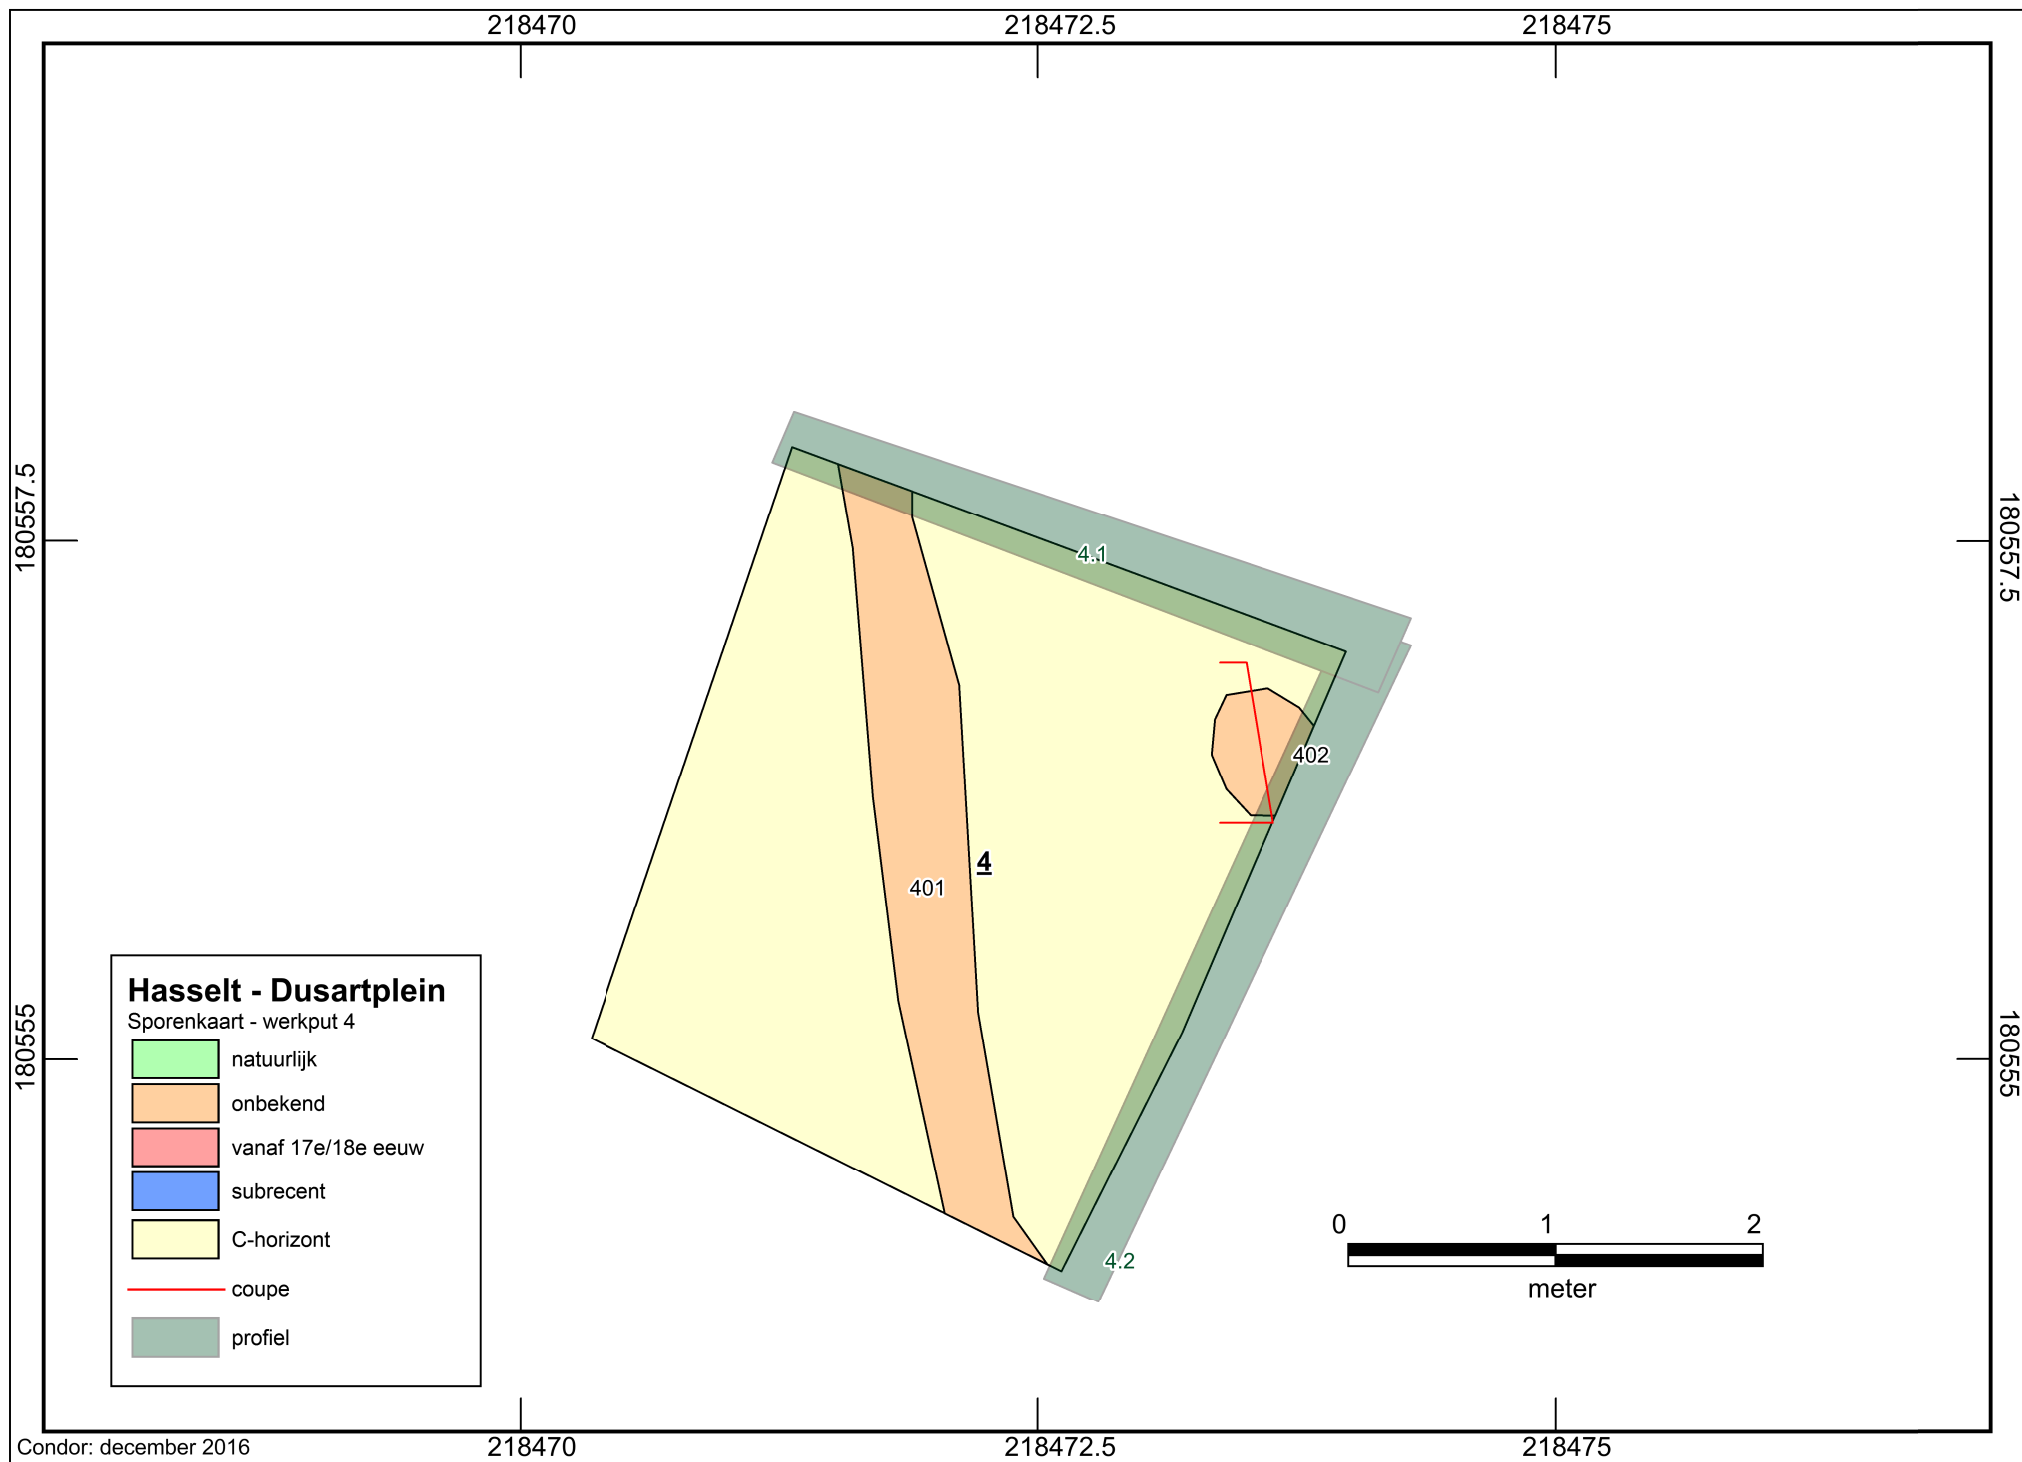 218470 218472.5 218475
180557.5
180557.5
4.1
402
4
401
180555
180555
Hasselt - Dusartplein
Sporenkaart - werkput 4
natuurlijk
onbekend
vanaf 17e/18e eeuw
subrecent
C-horizont
coupe
profiel
4.2
0 1 2
meter
Condor: december 2016
218470 218472.5 218475